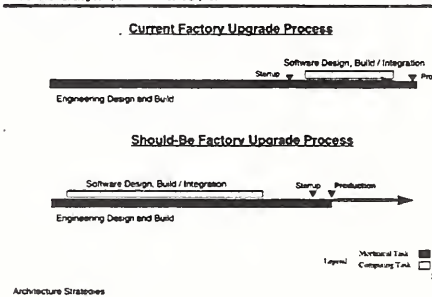 Current Factory Upgrade Process
Software Design, Build / Integration
Startup Pro
Engineering Design and Build
Should-Be Factory Upgrade Process
Software Design, Build / Integration
Startup Production
Engineering Design and Build
Legend Mechanical Task
Computing Task
Architecture Strategies